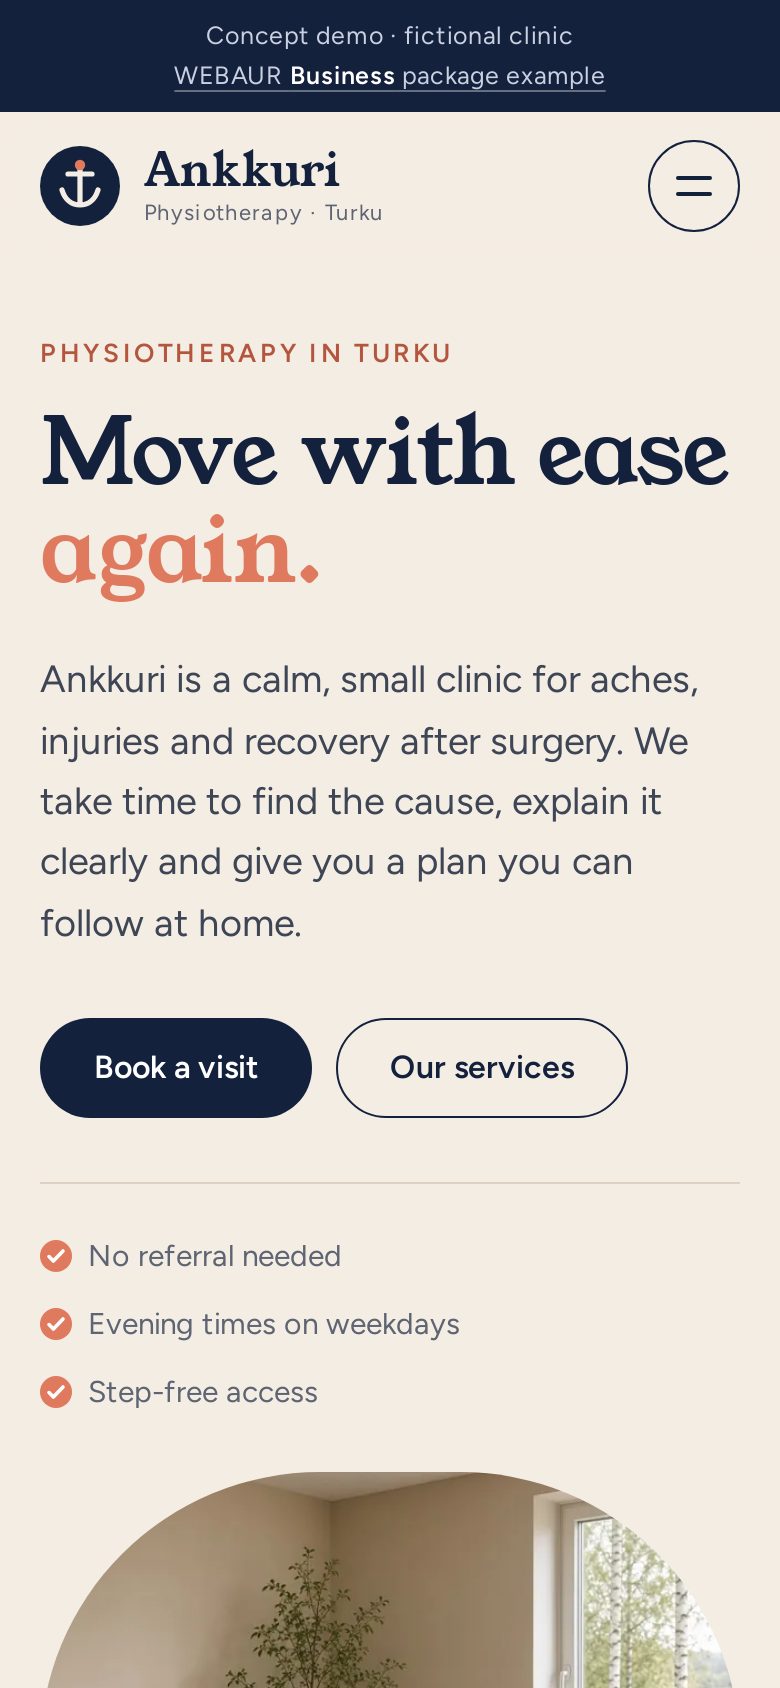 Concept demo · fictional clinic
WEBAUR Business package example
Ankkuri
Physiotherapy · Turku
PHYSIOTHERAPY IN TURKU
Move with ease
again.
Ankkuri is a calm, small clinic for aches,
injuries and recovery after surgery. We
take time to find the cause, explain it
clearly and give you a plan you can
follow at home.
Book a visit
Our services
No referral needed
Evening times on weekdays
Step-free access